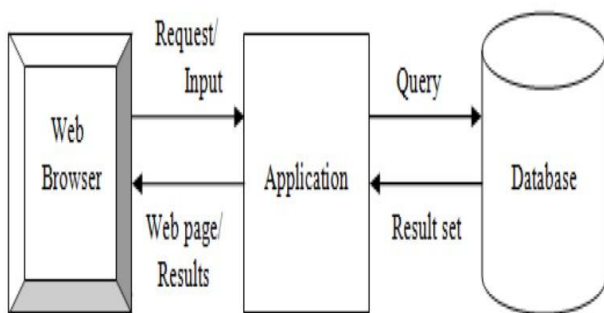 Request/
Input
Web
Browser
Web page/
Results
Application
Query
Result set
Database